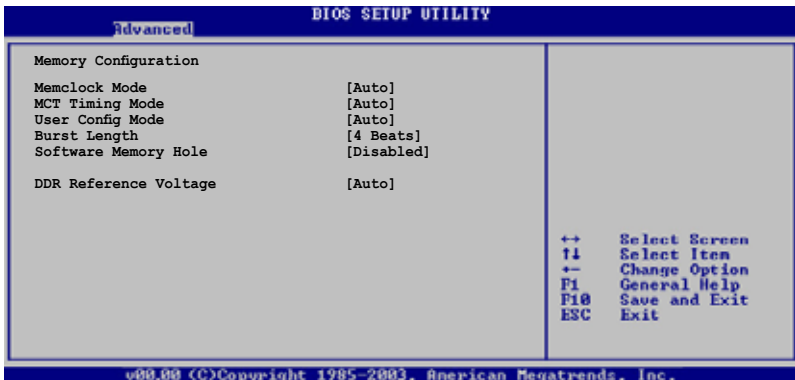 BIOS SETUP UTILITY
Advanced
Memory Configuration
Memclock Mode [Auto]
MCT Timing Mode [Auto]
User Config Mode [Auto]
Burst Length [4 Beats]
Software Memory Hole [Disabled]
DDR Reference Voltage [Auto]
←→ Select Screen
↑↓ Select Item
←─ Change Option
F1 General Help
F10 Save and Exit
ESC Exit
v00.00 (C)Copyright 1985-2003, American Megatrends, Inc.